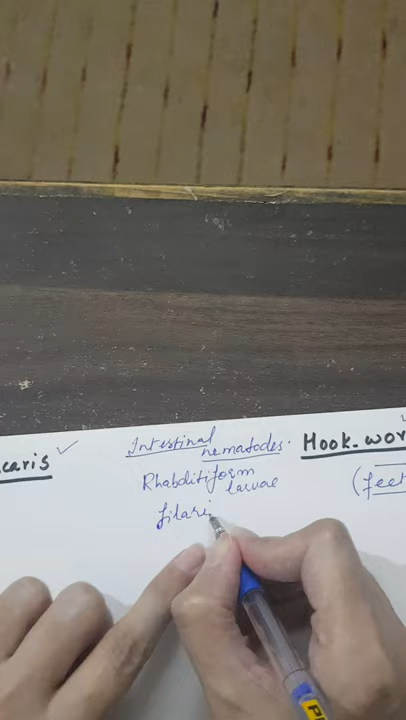 caris
Intestinal
nematodes.
Hook-wor
Rhabditiform
larvae
(feet
filari